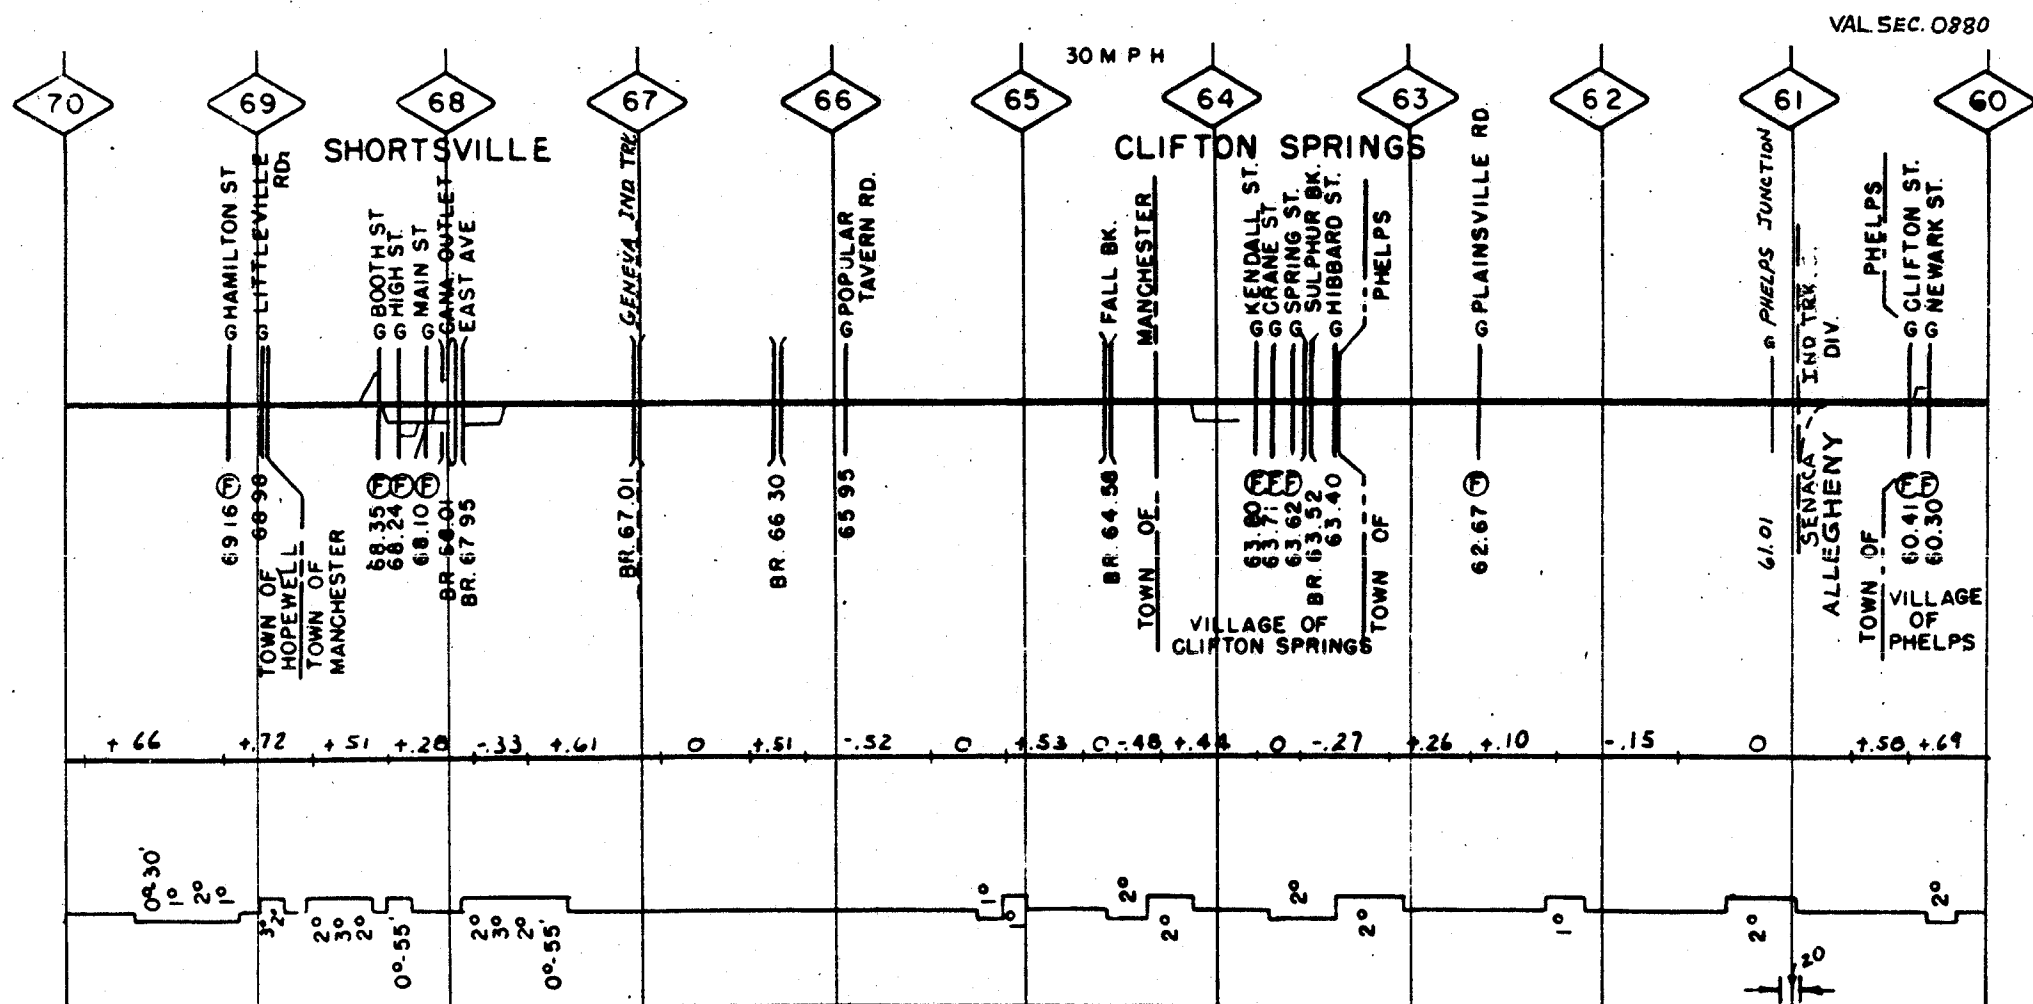 VAL. SEC. 0880
30 M P H
70 69 68 67 66 65 64 63 62 61 60
SHORTSVILLE
CLIFTON SPRINGS
G HAMILTON ST
G LITTLEVILLE
RD.
G BOOTH ST
G HIGH ST.
G MAIN ST
CANA. OUTLET
EAST AVE.
GENEVA IND TRK
G POPULAR
TAVERN RD.
FALL BK.
MANCHESTER
G KENDALL ST.
G CRANE ST
G SPRING ST.
SULPHUR BK.
G HIBBARD ST.
PHELPS
G PLAINSVILLE RD.
G PHELPS JUNCTION
IND TRK
DIV.
PHELPS
G CLIFTON ST.
G NEWARK ST.
69 16 F
68 98
TOWN OF
HOPEWELL
TOWN OF
MANCHESTER
68.35 F
68.24 F
68.10 F
BR 68.01
BR. 67 95
BR. 67.01
BR. 66 30
65 95
BR. 64.58
TOWN OF
63.80 F
63.71 F
63.62 F
BR. 63.52
63.40
TOWN OF
VILLAGE OF
CLIFTON SPRINGS
62.67 F
61.01
SENACA
ALLEGHENY
TOWN OF
60.41 F
60.30 F
VILLAGE
OF
PHELPS
+ 66 +.72 + 51 +.28 -.33 +.61 0 +.51 -.52 0 +.53 0 -.48 +.44 0 -.27 +.26 +.10 -.15 0 +.58 +.69
0° 30'
1° 2° 1°
3° 2°
2° 3° 2°
0°-55'
2° 3° 2°
0°-55'
1°
1°
2°
2°
2°
2°
1°
2°
2°
20